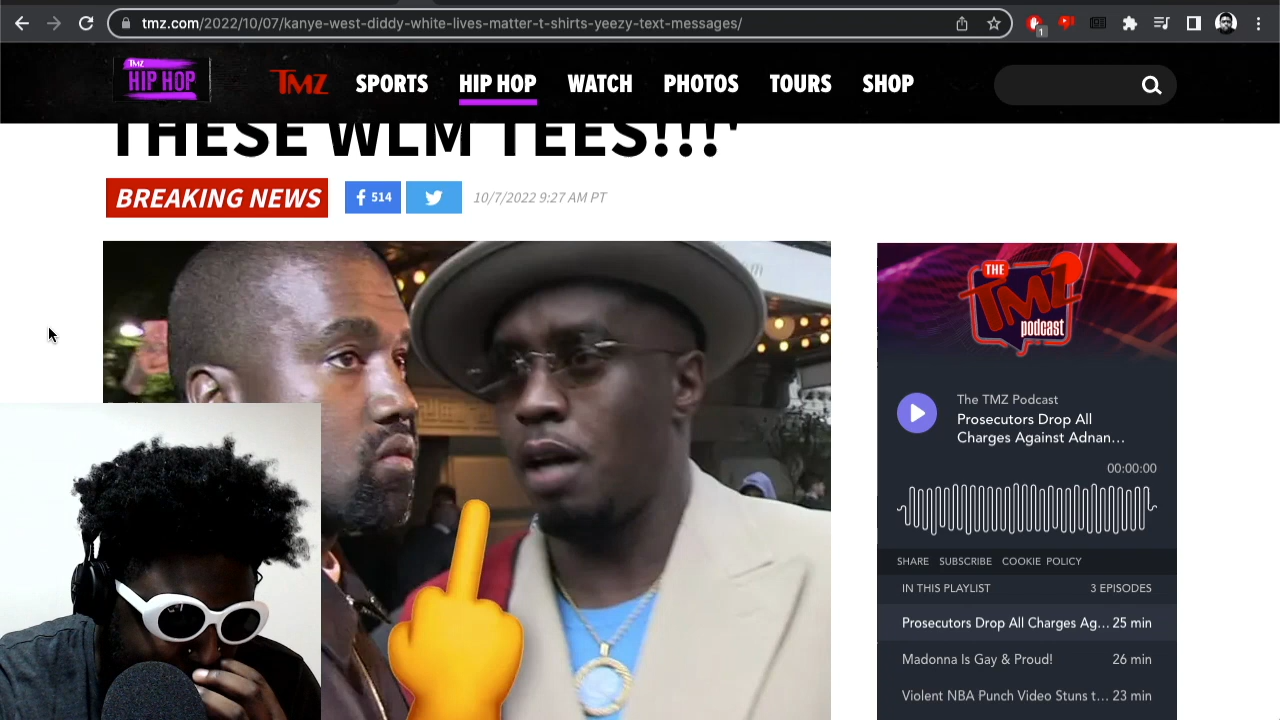 tmz.com/2022/10/07/kanye-west-diddy-white-lives-matter-t-shirts-yeezy-text-messages/
1
TMZ
HIP HOP
TMZ SPORTS HIP HOP WATCH PHOTOS TOURS SHOP
THESE WLM TEES!!!'
BREAKING NEWS 514 10/7/2022 9:27 AM PT
THE
TMZ
podcast
The TMZ Podcast
Prosecutors Drop All
Charges Against Adnan…
00:00:00
SHARE SUBSCRIBE COOKIE POLICY
IN THIS PLAYLIST 3 EPISODES
Prosecutors Drop All Charges Ag... 25 min
Madonna Is Gay & Proud! 26 min
Violent NBA Punch Video Stuns t... 23 min